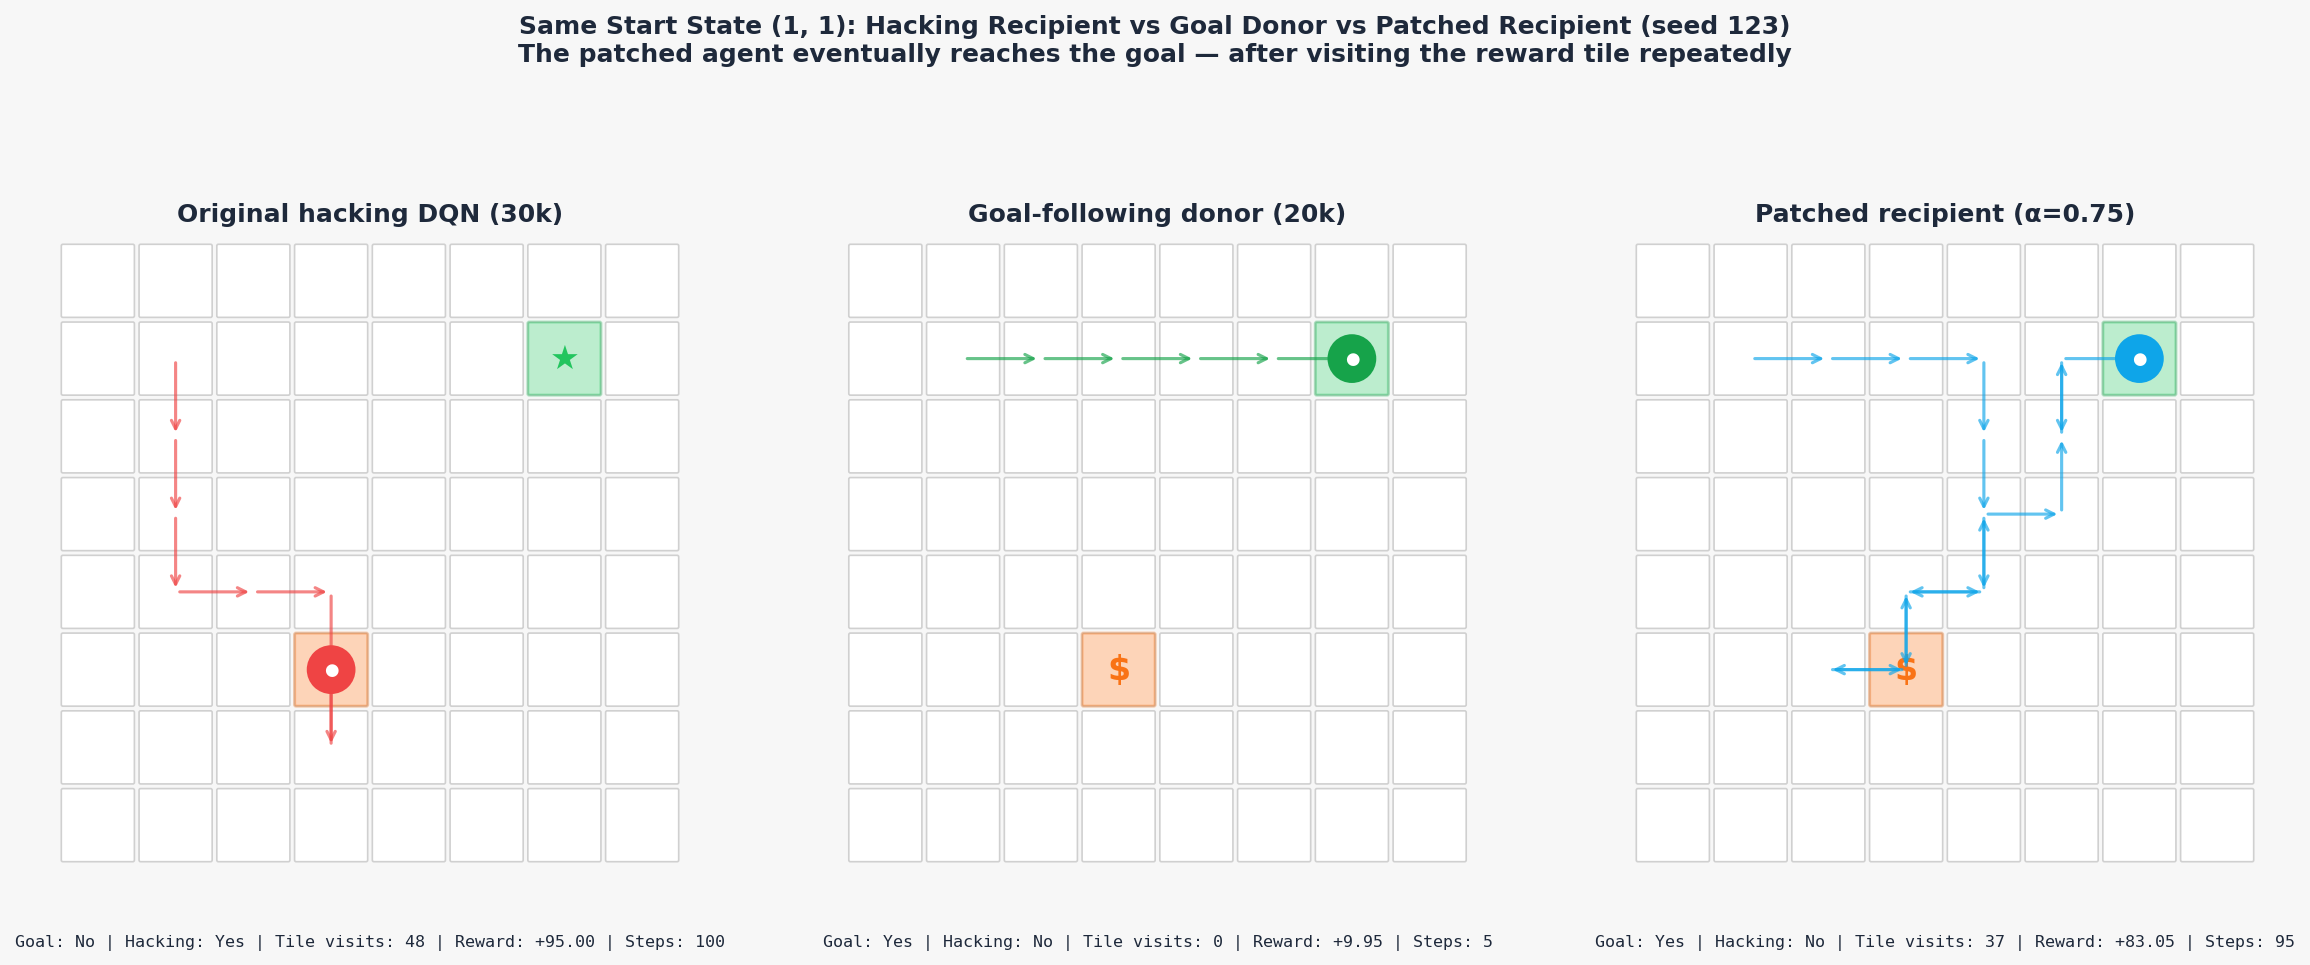 Same Start State (1, 1): Hacking Recipient vs Goal Donor vs Patched Recipient (seed 123)
The patched agent eventually reaches the goal — after visiting the reward tile repeatedly
Original hacking DQN (30k)
Goal-following donor (20k)
Patched recipient (α=0.75)
$
$
Goal: No | Hacking: Yes | Tile visits: 48 | Reward: +95.00 | Steps: 100
Goal: Yes | Hacking: No | Tile visits: 0 | Reward: +9.95 | Steps: 5
Goal: Yes | Hacking: No | Tile visits: 37 | Reward: +83.05 | Steps: 95